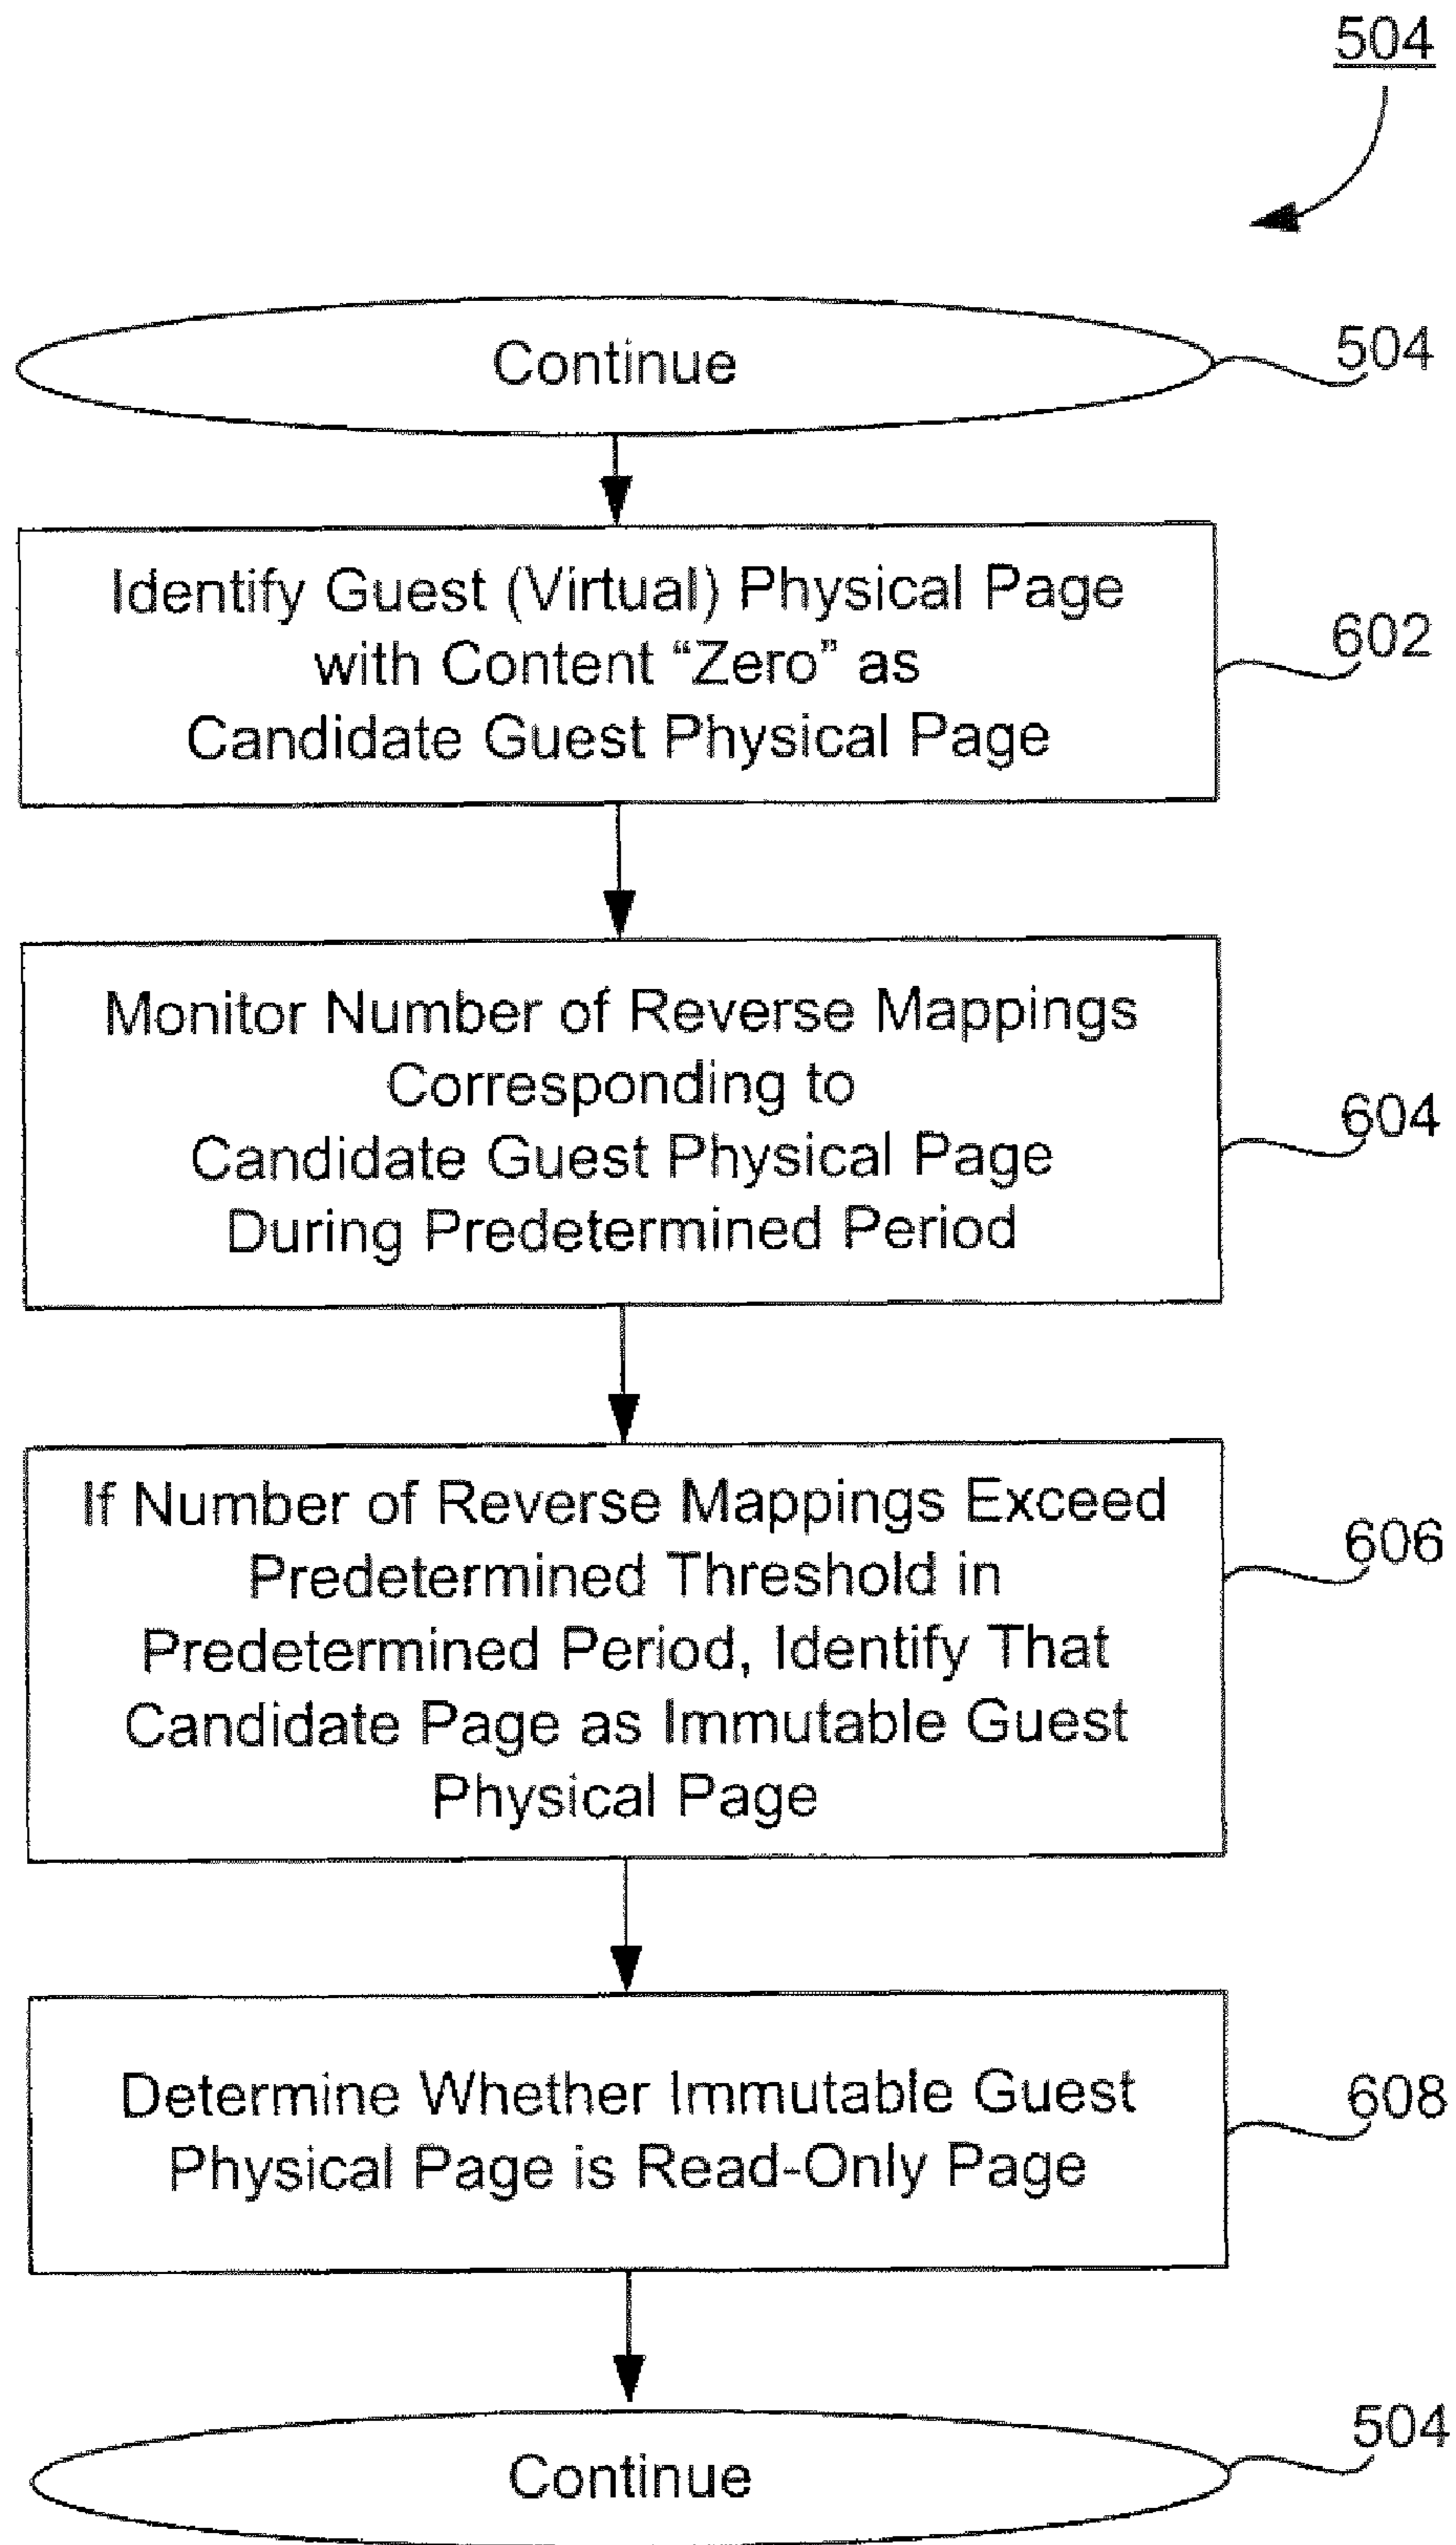 504
Continue
504
Identify Guest (Virtual) Physical Page
with Content “Zero” as
Candidate Guest Physical Page
602
Monitor Number of Reverse Mappings
Corresponding to
Candidate Guest Physical Page
During Predetermined Period
604
If Number of Reverse Mappings Exceed
Predetermined Threshold in
Predetermined Period, Identify That
Candidate Page as Immutable Guest
Physical Page
606
Determine Whether Immutable Guest
Physical Page is Read-Only Page
608
Continue
504